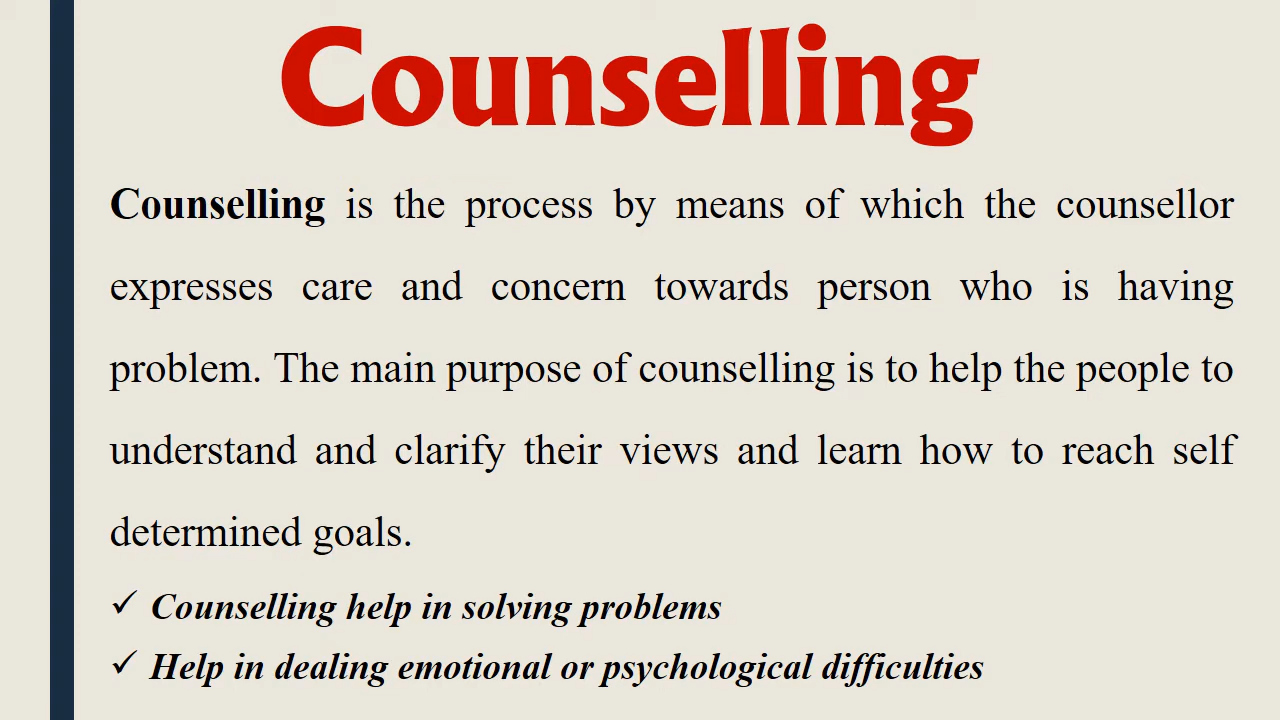 Counselling
Counselling is the process by means of which the counsellor
expresses care and concern towards person who is having
problem. The main purpose of counselling is to help the people to
understand and clarify their views and learn how to reach self
determined goals.
✓ Counselling help in solving problems
✓ Help in dealing emotional or psychological difficulties